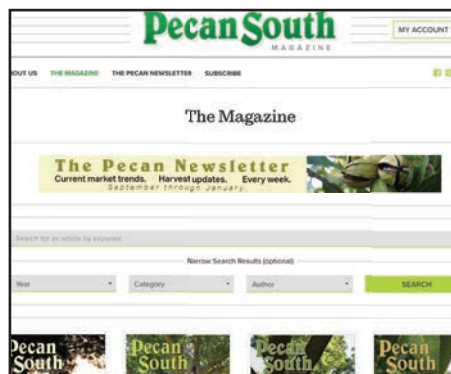 Pecan South
MAGAZINE
MY ACCOUNT
OUT US THE MAGAZINE THE PECAN NEWSLETTER SUBSCRIBE
The Magazine
The Pecan Newsletter
Current market trends. Harvest updates. Every week.
September through January.
Search for an article by keyword
Narrow Search Results (optional)
Year Category Author SEARCH
Pecan South Pecan South Pecan South Pecan South